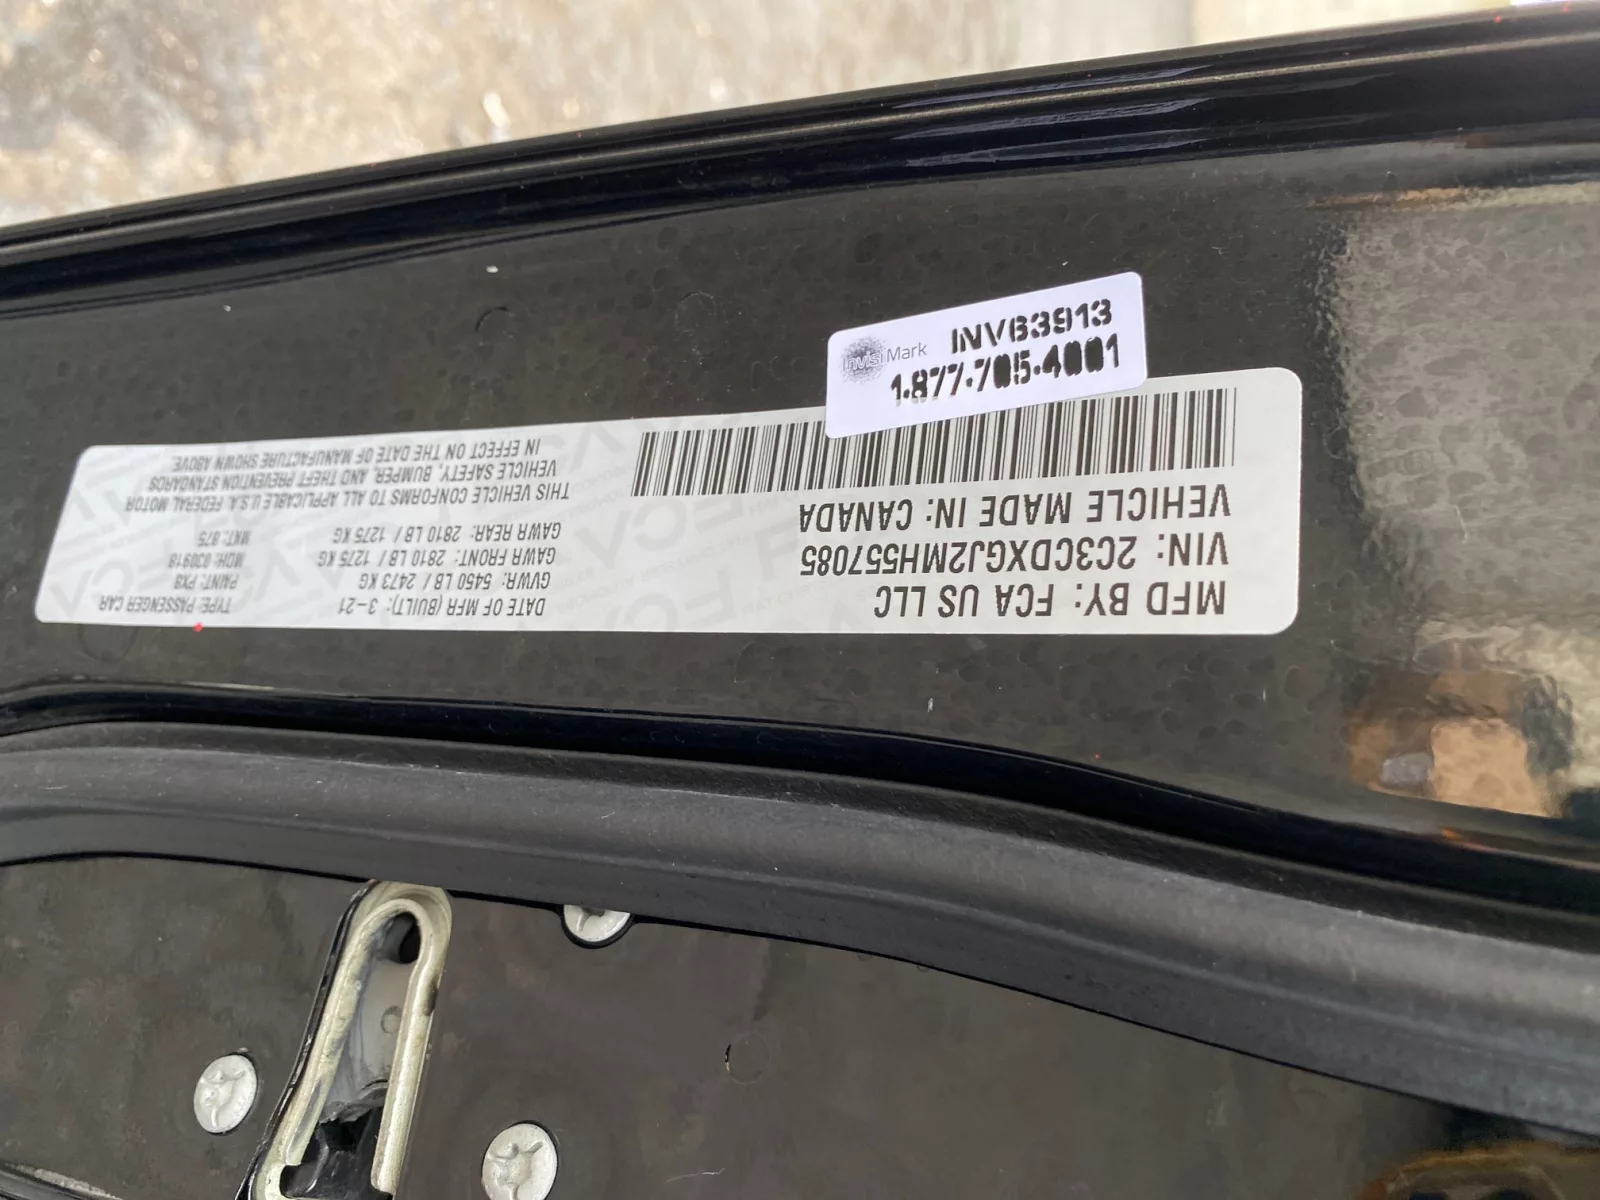 InvisiMark INV63913
1-877-705-4001
MFD BY: FCA US LLC
VIN: 2C3CDXGJ2MH557085
VEHICLE MADE IN: CANADA
DATE OF MFR (BUILT): 3-21
GVWR: 5450 LB / 2473 KG
GAWR FRONT: 2810 LB / 1275 KG
GAWR REAR: 2810 LB / 1275 KG
TYPE: PASSENGER CAR
PAINT: PX8
MDH: 030918
MKT: 875
THIS VEHICLE CONFORMS TO ALL APPLICABLE U.S.A. FEDERAL MOTOR
VEHICLE SAFETY, BUMPER, AND THEFT PREVENTION STANDARDS
IN EFFECT ON THE DATE OF MANUFACTURE SHOWN ABOVE.